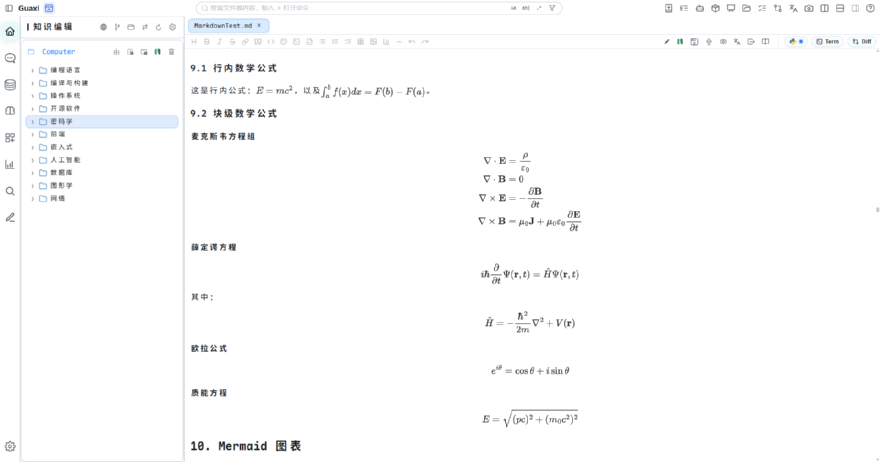 Guaxi
搜索文件或内容，输入 > 打开命令
知识编辑
MarkdownTest.md ×
Computer
编程语言
编译与构建
操作系统
开源软件
密码学
前端
嵌入式
人工智能
数据库
图形学
网络
Term
Diff
9.1 行内数学公式
这是行内公式：E = mc²，以及∫ₐᵇ f(x)dx = F(b) − F(a)。
9.2 块级数学公式
麦克斯韦方程组
∇ · E = ρ/ε₀
∇ · B = 0
∇ × E = −∂B/∂t
∇ × B = μ₀J + μ₀ε₀ ∂E/∂t
薛定谔方程
iℏ ∂/∂t Ψ(r, t) = ĤΨ(r, t)
其中：
Ĥ = −ℏ²/2m ∇² + V(r)
欧拉公式
e^{iθ} = cos θ + i sin θ
质能方程
E = √((pc)² + (m₀c²)²)
10. Mermaid 图表